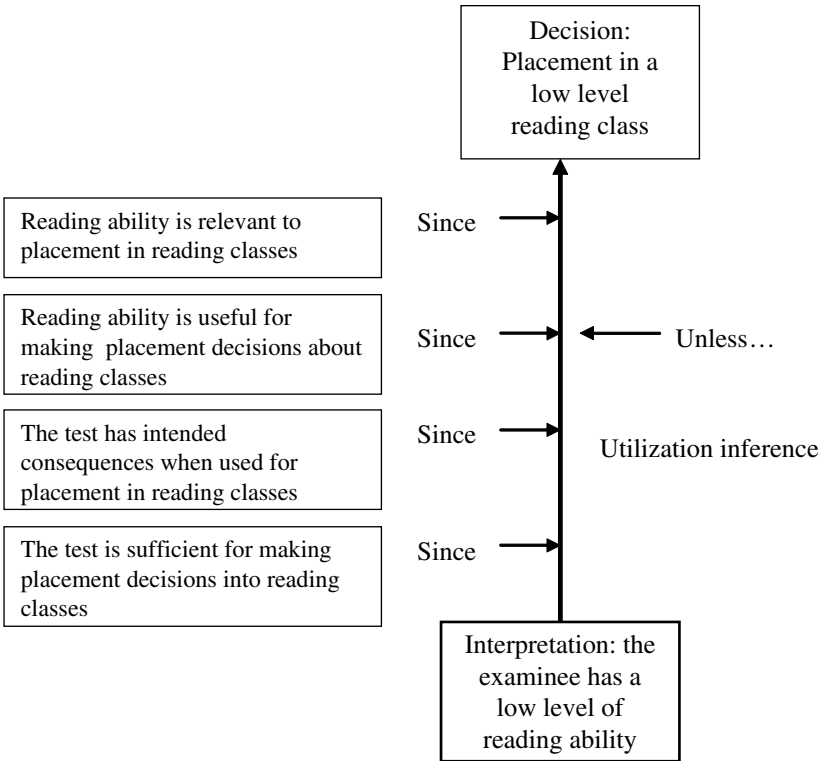 Decision:
Placement in a
low level
reading class
Reading ability is relevant to
placement in reading classes
Since
Reading ability is useful for
making placement decisions about
reading classes
Since
Unless…
The test has intended
consequences when used for
placement in reading classes
Since
Utilization inference
The test is sufficient for making
placement decisions into reading
classes
Since
Interpretation: the
examinee has a
low level of
reading ability